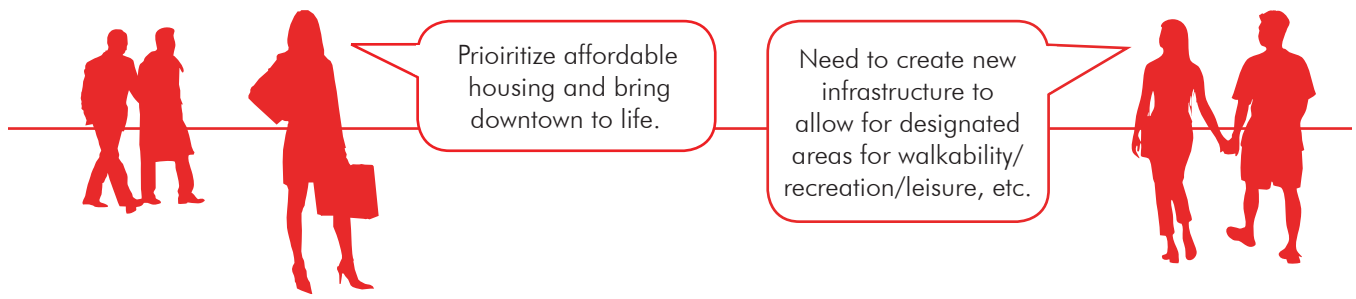 Prioiritize affordable
housing and bring
downtown to life.
Need to create new
infrastructure to
allow for designated
areas for walkability/
recreation/leisure, etc.